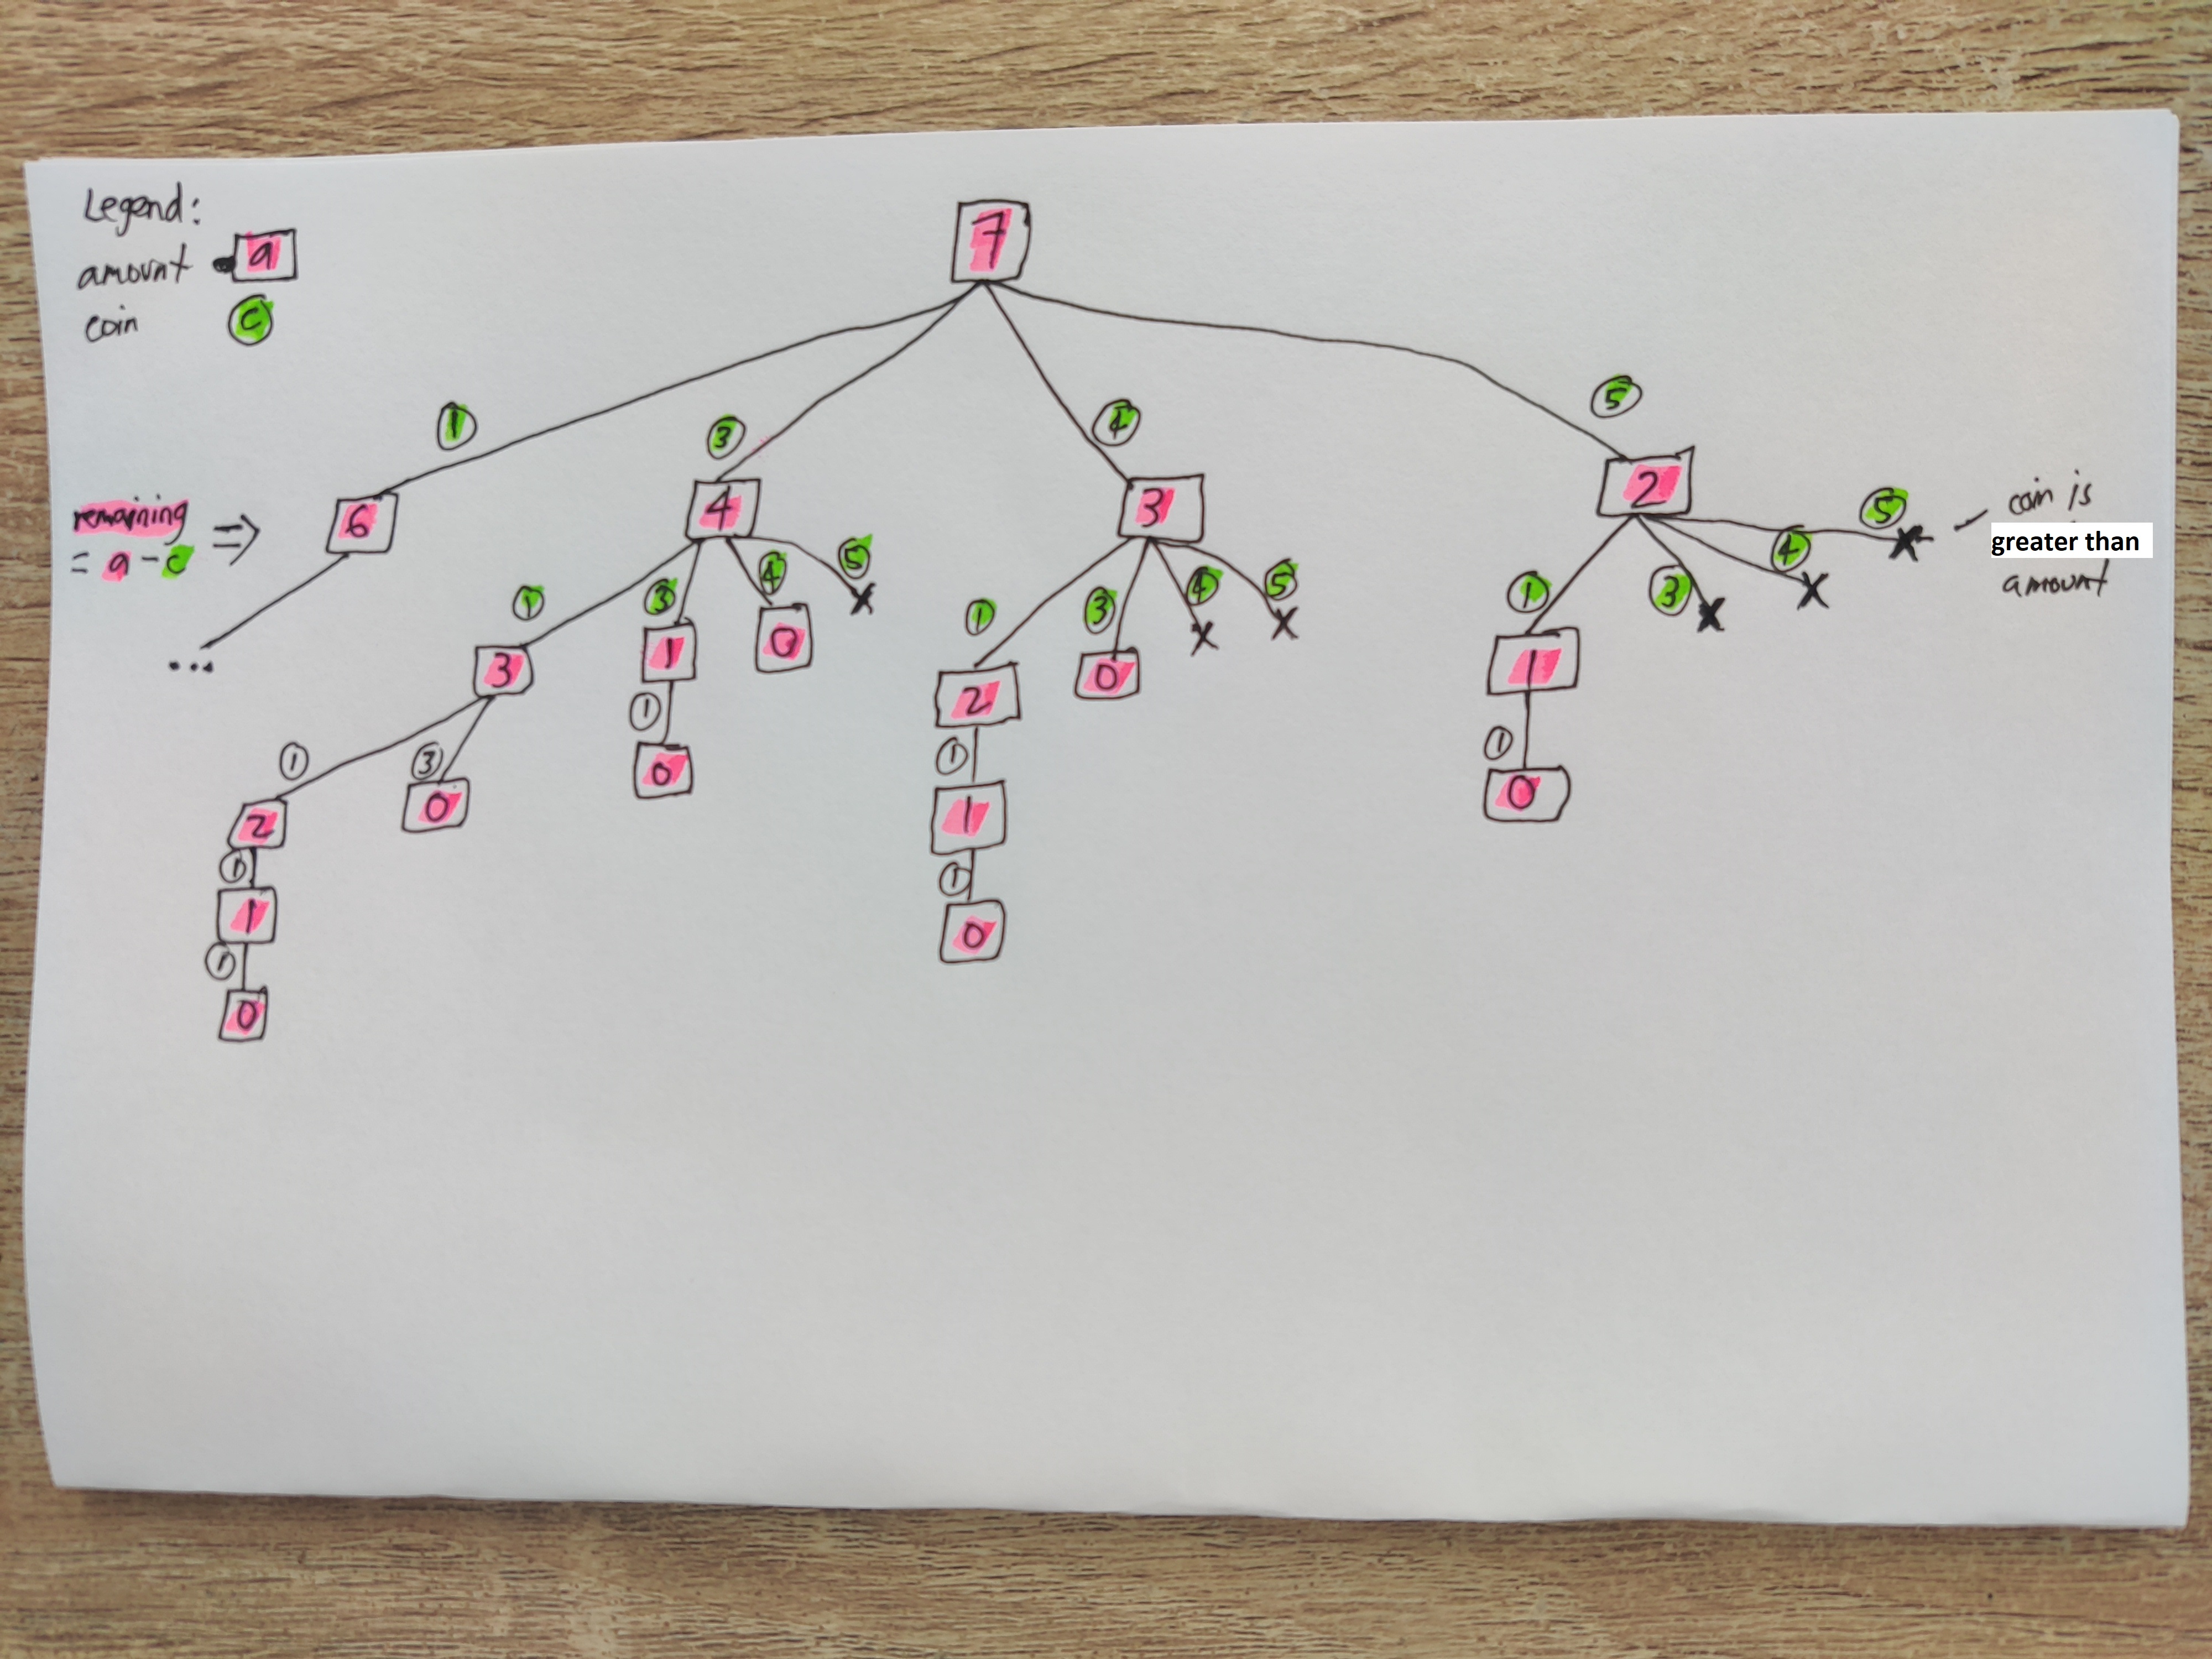 Legend:
amount a
coin c
7
1 3 4 5
remaining
= a - c =>
6 4 3 2
coin is
greater than
amount
1 3 4 5 1 3 4 5 1 3 4 5
x x x x x x
...
3 1 0 2 0 1
1 3 1 1 1
2 0 0 1 0
1 1
1 0
1
0